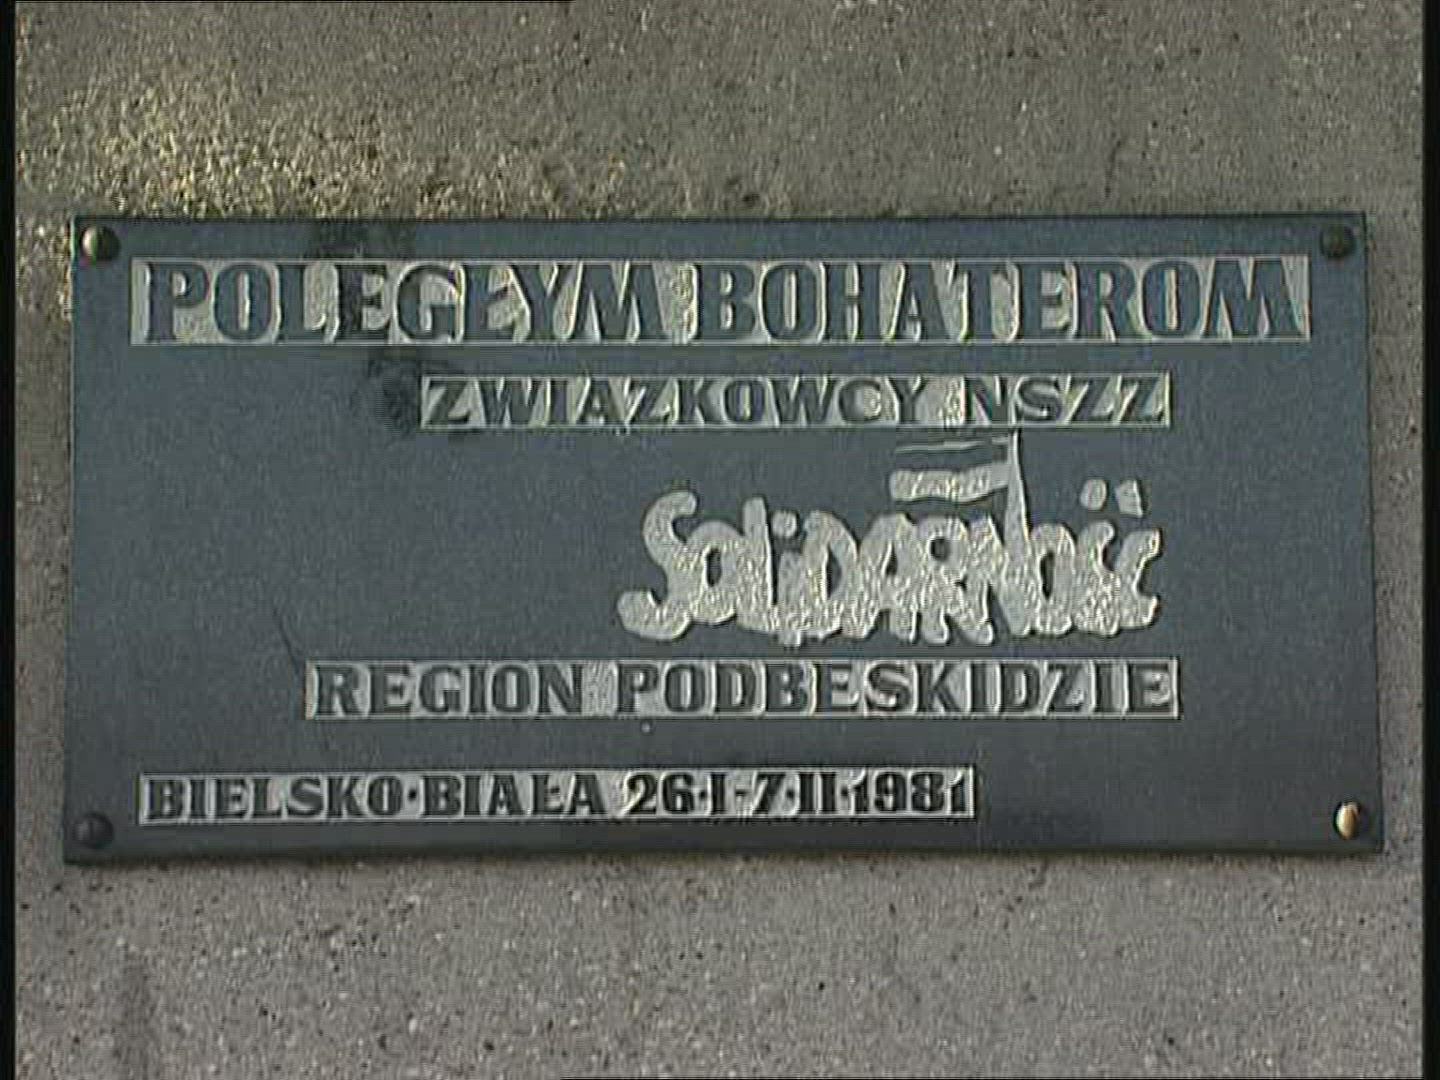 POLEGŁYM BOHATEROM
ZWIĄZKOWCY NSZZ
SOLIDARNOŚĆ
REGION PODBESKIDZIE
BIELSKO·BIAŁA 26·I-7·II·1981